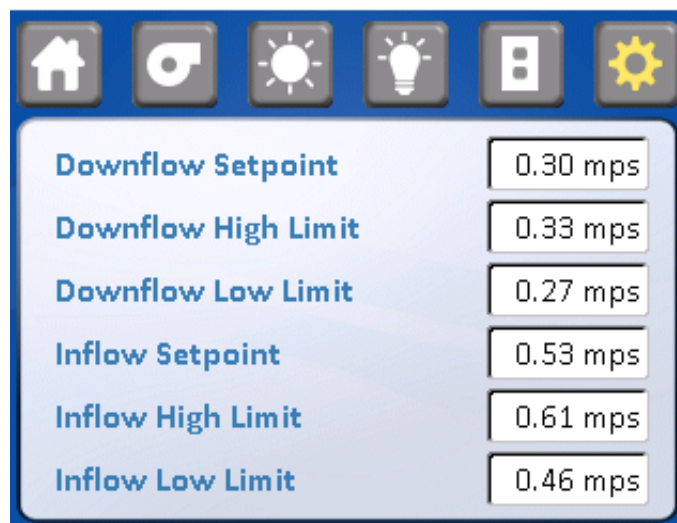 Downflow Setpoint 0.30 mps
Downflow High Limit 0.33 mps
Downflow Low Limit 0.27 mps
Inflow Setpoint 0.53 mps
Inflow High Limit 0.61 mps
Inflow Low Limit 0.46 mps